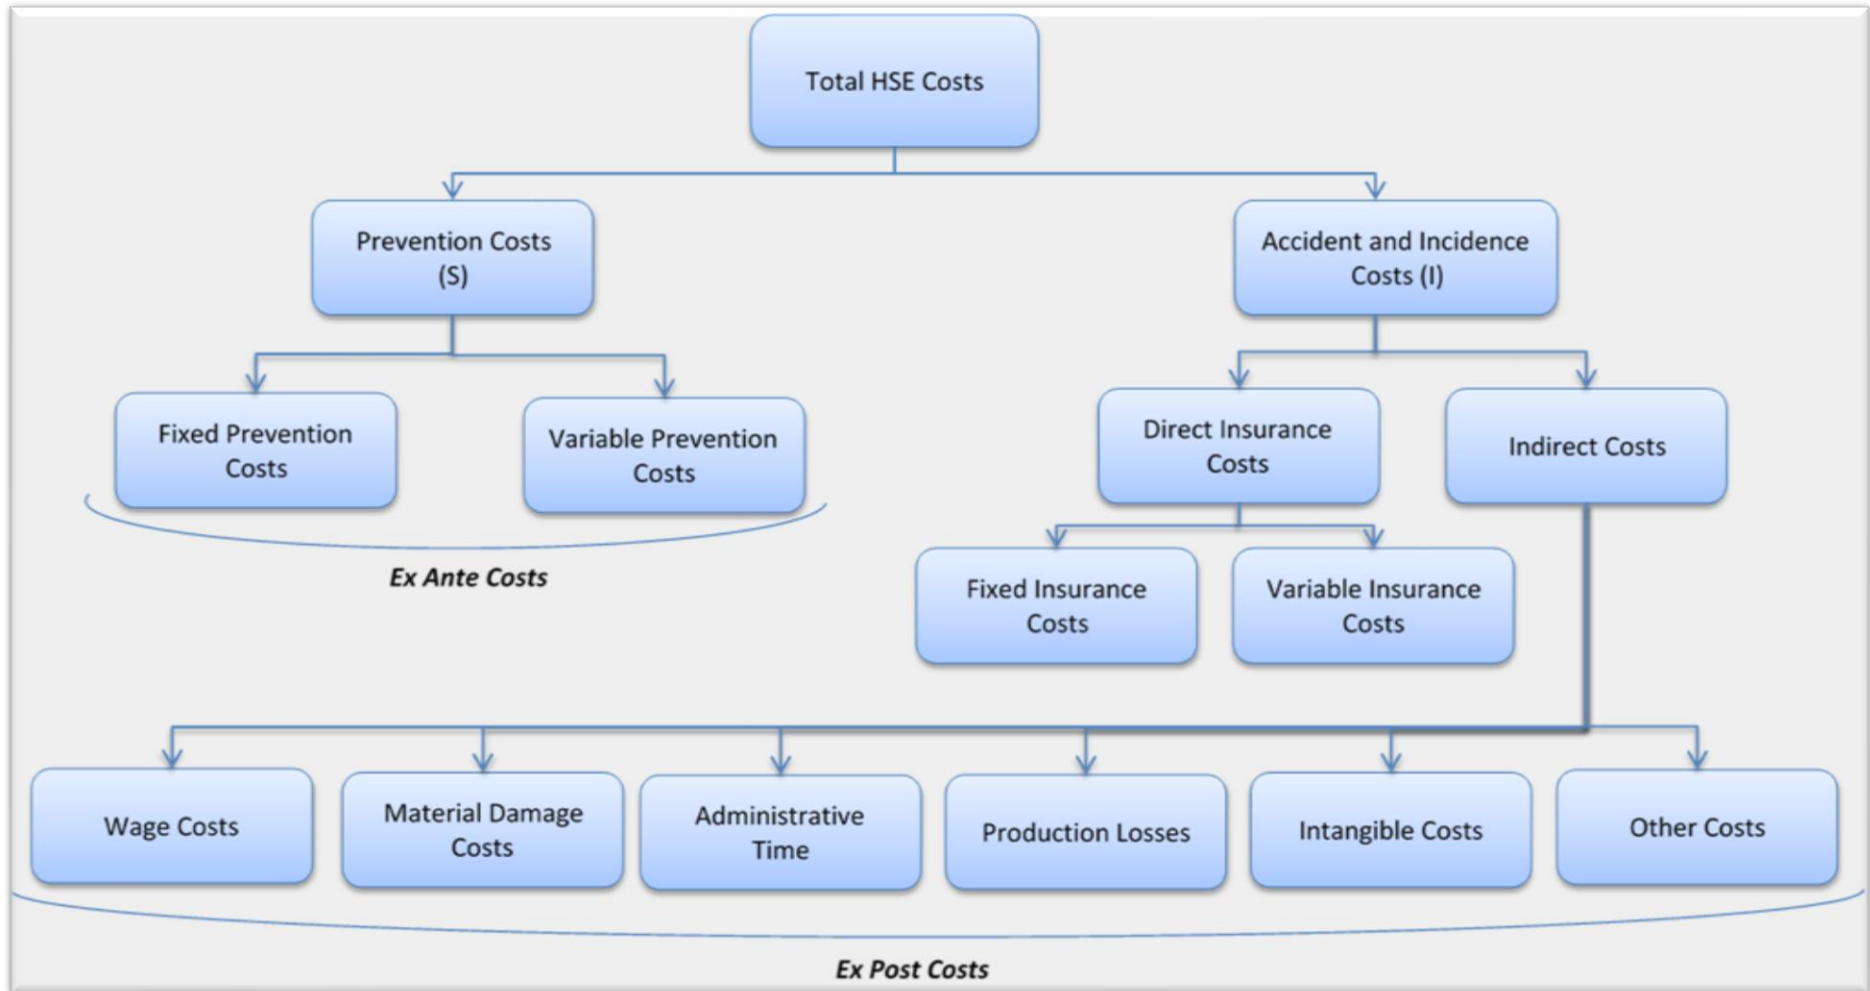 Total HSE Costs
Prevention Costs
(S)
Accident and Incidence
Costs (I)
Fixed Prevention
Costs
Variable Prevention
Costs
Direct Insurance
Costs
Indirect Costs
Ex Ante Costs
Fixed Insurance
Costs
Variable Insurance
Costs
Wage Costs
Material Damage
Costs
Administrative
Time
Production Losses
Intangible Costs
Other Costs
Ex Post Costs